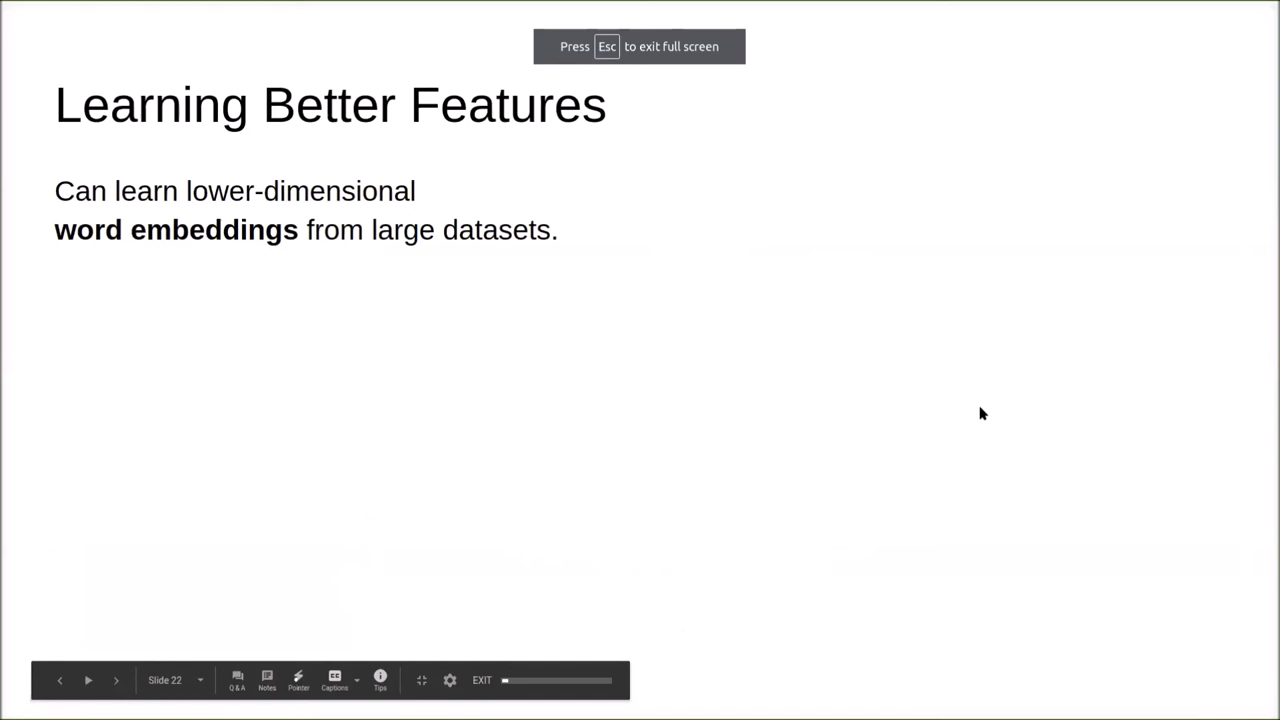 Press Esc to exit full screen
Learning Better Features
Can learn lower-dimensional
word embeddings from large datasets.
Slide 22
Q & A
Notes
Pointer
Captions
Tips
EXIT